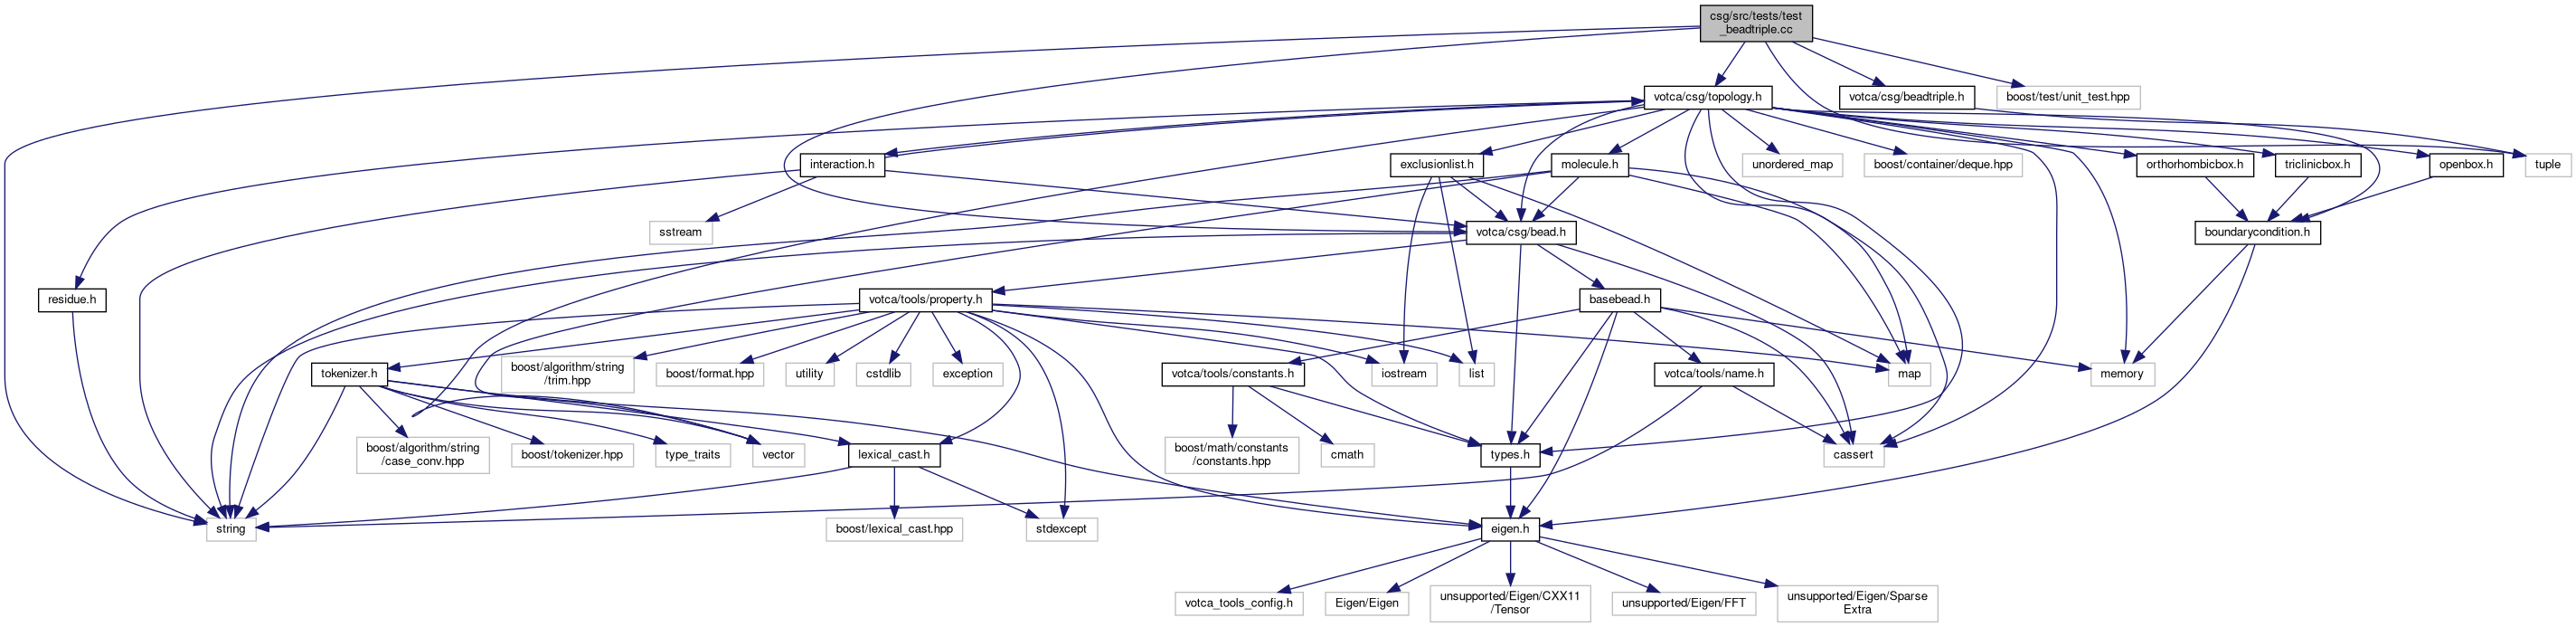 csg/src/tests/test
_beadtriple.cc
votca/csg/topology.h
votca/csg/beadtriple.h
boost/test/unit_test.hpp
interaction.h
exclusionlist.h
molecule.h
unordered_map
boost/container/deque.hpp
orthorhombicbox.h
triclinicbox.h
openbox.h
tuple
sstream
votca/csg/bead.h
boundarycondition.h
residue.h
votca/tools/property.h
basebead.h
tokenizer.h
boost/algorithm/string
/trim.hpp
boost/format.hpp
utility
cstdlib
exception
iostream
list
votca/tools/constants.h
votca/tools/name.h
map
memory
boost/algorithm/string
/case_conv.hpp
boost/tokenizer.hpp
type_traits
vector
lexical_cast.h
boost/math/constants
/constants.hpp
cmath
types.h
cassert
string
boost/lexical_cast.hpp
stdexcept
eigen.h
votca_tools_config.h
Eigen/Eigen
unsupported/Eigen/CXX11
/Tensor
unsupported/Eigen/FFT
unsupported/Eigen/Sparse
Extra